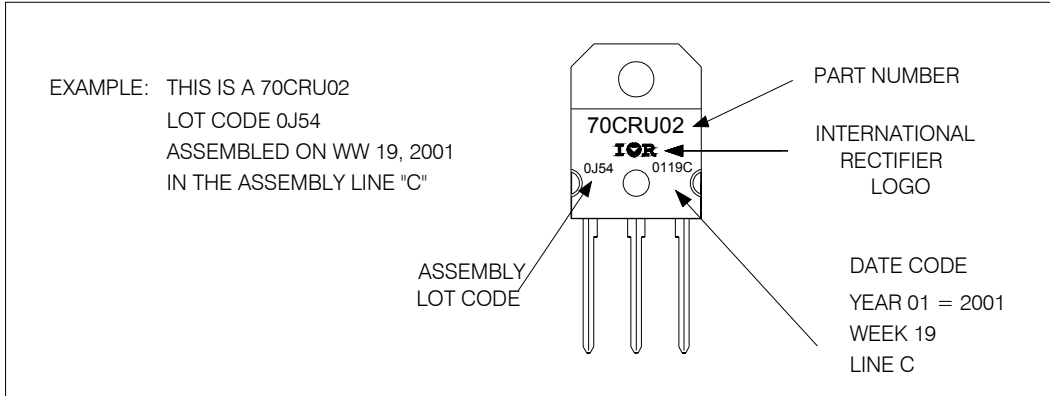 EXAMPLE: THIS IS A 70CRU02
LOT CODE 0J54
ASSEMBLED ON WW 19, 2001
IN THE ASSEMBLY LINE "C"
70CRU02
IOR
0J54 0119C
PART NUMBER
INTERNATIONAL
RECTIFIER
LOGO
ASSEMBLY
LOT CODE
DATE CODE
YEAR 01 = 2001
WEEK 19
LINE C